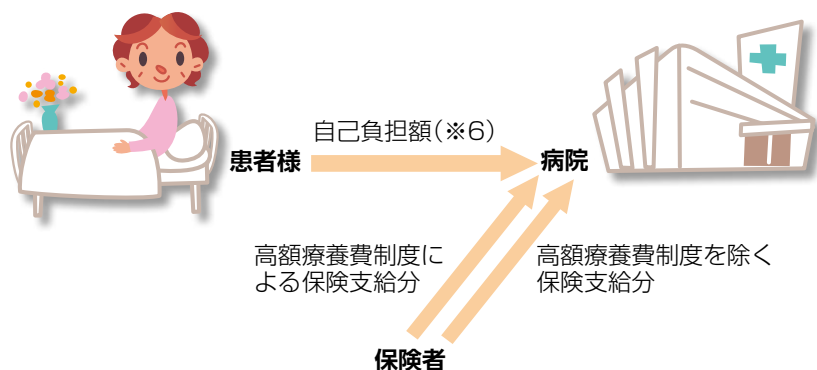 自己負担額(※6)
患者様
病院
高額療養費制度に
よる保険支給分
高額療養費制度を除く
保険支給分
保険者